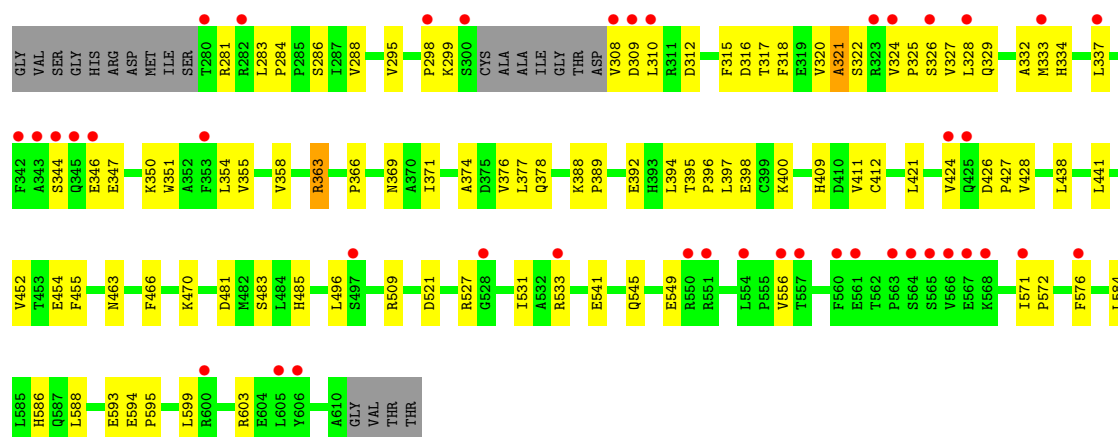 GLY VAL SER GLY HIS ARG ASP MET ILE SER T280 R281 R282 L283 P284 P285 S286 I287 V288 V295 P298 K299 S300 CYS ALA ALA ILE GLY THR ASP V308 D309 L310 R311 D312 F315 D316 T317 F318 E319 V320 A321 S322 R323 V324 P325 S326 V327 L328 Q329 A332 M333 H334 L337
F342 A343 S344 Q345 E346 E347 K350 W351 A352 F353 L354 V355 V358 R363 P366 N369 A370 I371 A374 D375 V376 L377 Q378 K388 P389 E392 H393 L394 T395 P396 L397 E398 C399 K400 H409 D410 V411 C412 L421 V424 Q425 D426 P427 V428 L438 L441
V452 T453 E454 F455 N463 F466 K470 D481 M482 S483 L484 H485 L496 S497 R509 D521 R527 G528 I531 A532 R533 E541 Q545 E549 R550 R551 L554 P555 V556 T557 F560 E561 T562 P563 S564 S565 V566 E567 K568 I571 P572 F576 L584
L585 H586 Q587 L588 E593 E594 P595 L599 R600 R603 E604 L605 Y606 A610 GLY VAL THR THR